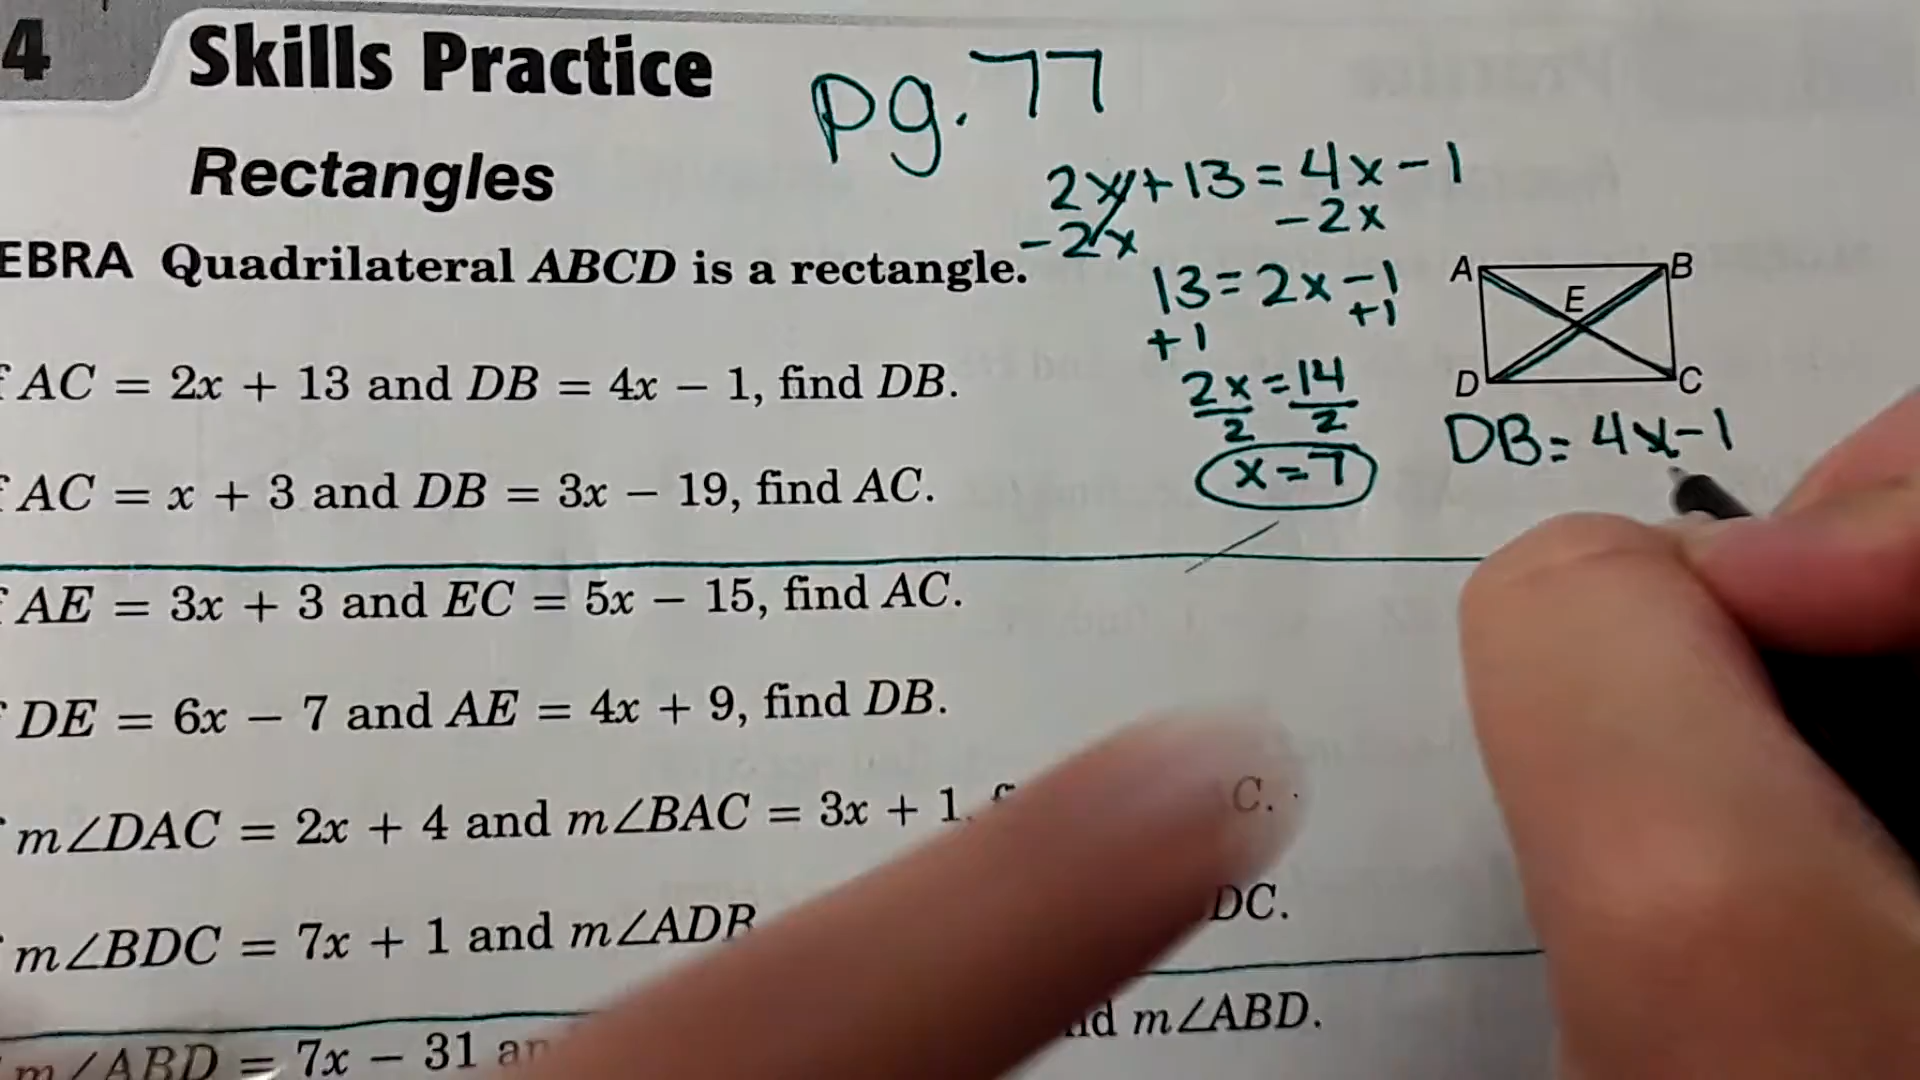 4 Skills Practice
pg. 77
Rectangles
EBRA Quadrilateral ABCD is a rectangle.
2x+13=4x-1
-2x -2x
13=2x-1
+1 +1
2x=14
2 2
x=7
A B
E
D C
DB=4x-1
f AC = 2x + 13 and DB = 4x − 1, find DB.
f AC = x + 3 and DB = 3x − 19, find AC.
f AE = 3x + 3 and EC = 5x − 15, find AC.
f DE = 6x − 7 and AE = 4x + 9, find DB.
m∠DAC = 2x + 4 and m∠BAC = 3x + 1, C.
m∠BDC = 7x + 1 and m∠ADB DC.
m∠ABD = 7x − 31 m∠ABD.